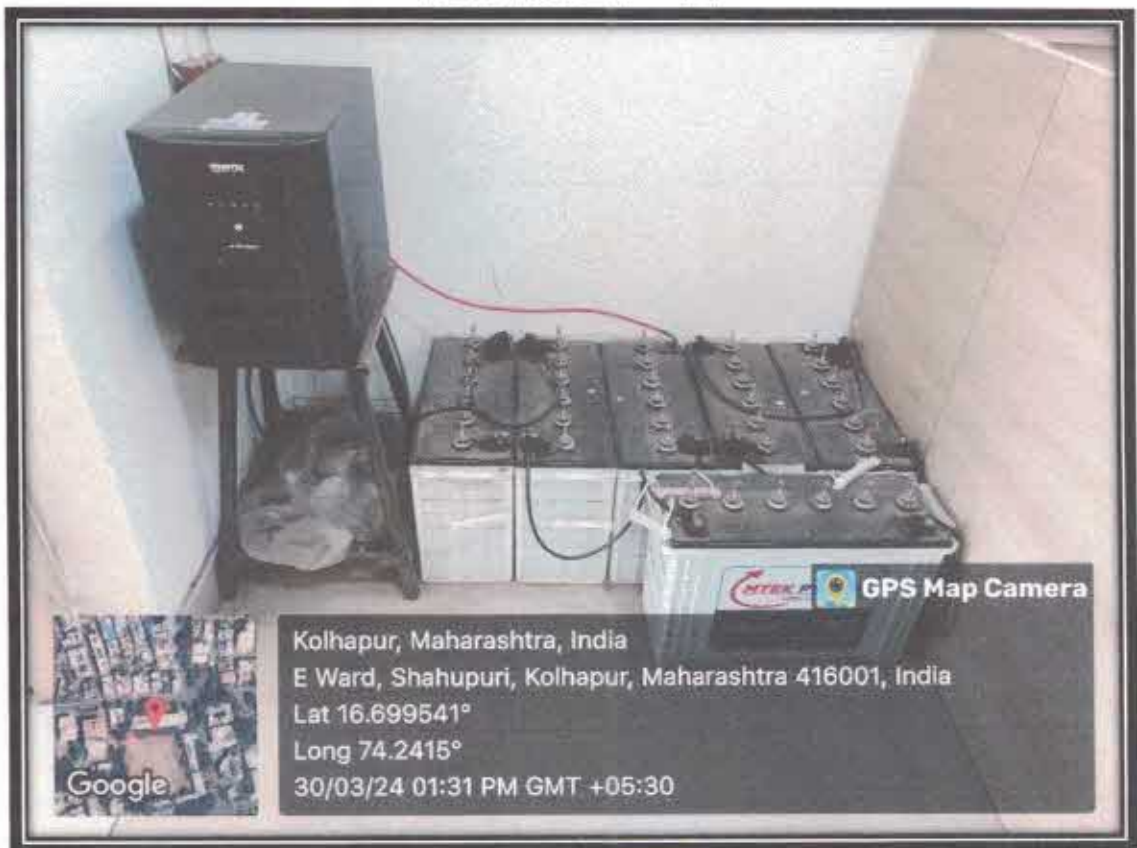 GPS Map Camera
Kolhapur, Maharashtra, India
E Ward, Shahupuri, Kolhapur, Maharashtra 416001, India
Lat 16.699541°
Long 74.2415°
30/03/24 01:31 PM GMT +05:30
Google